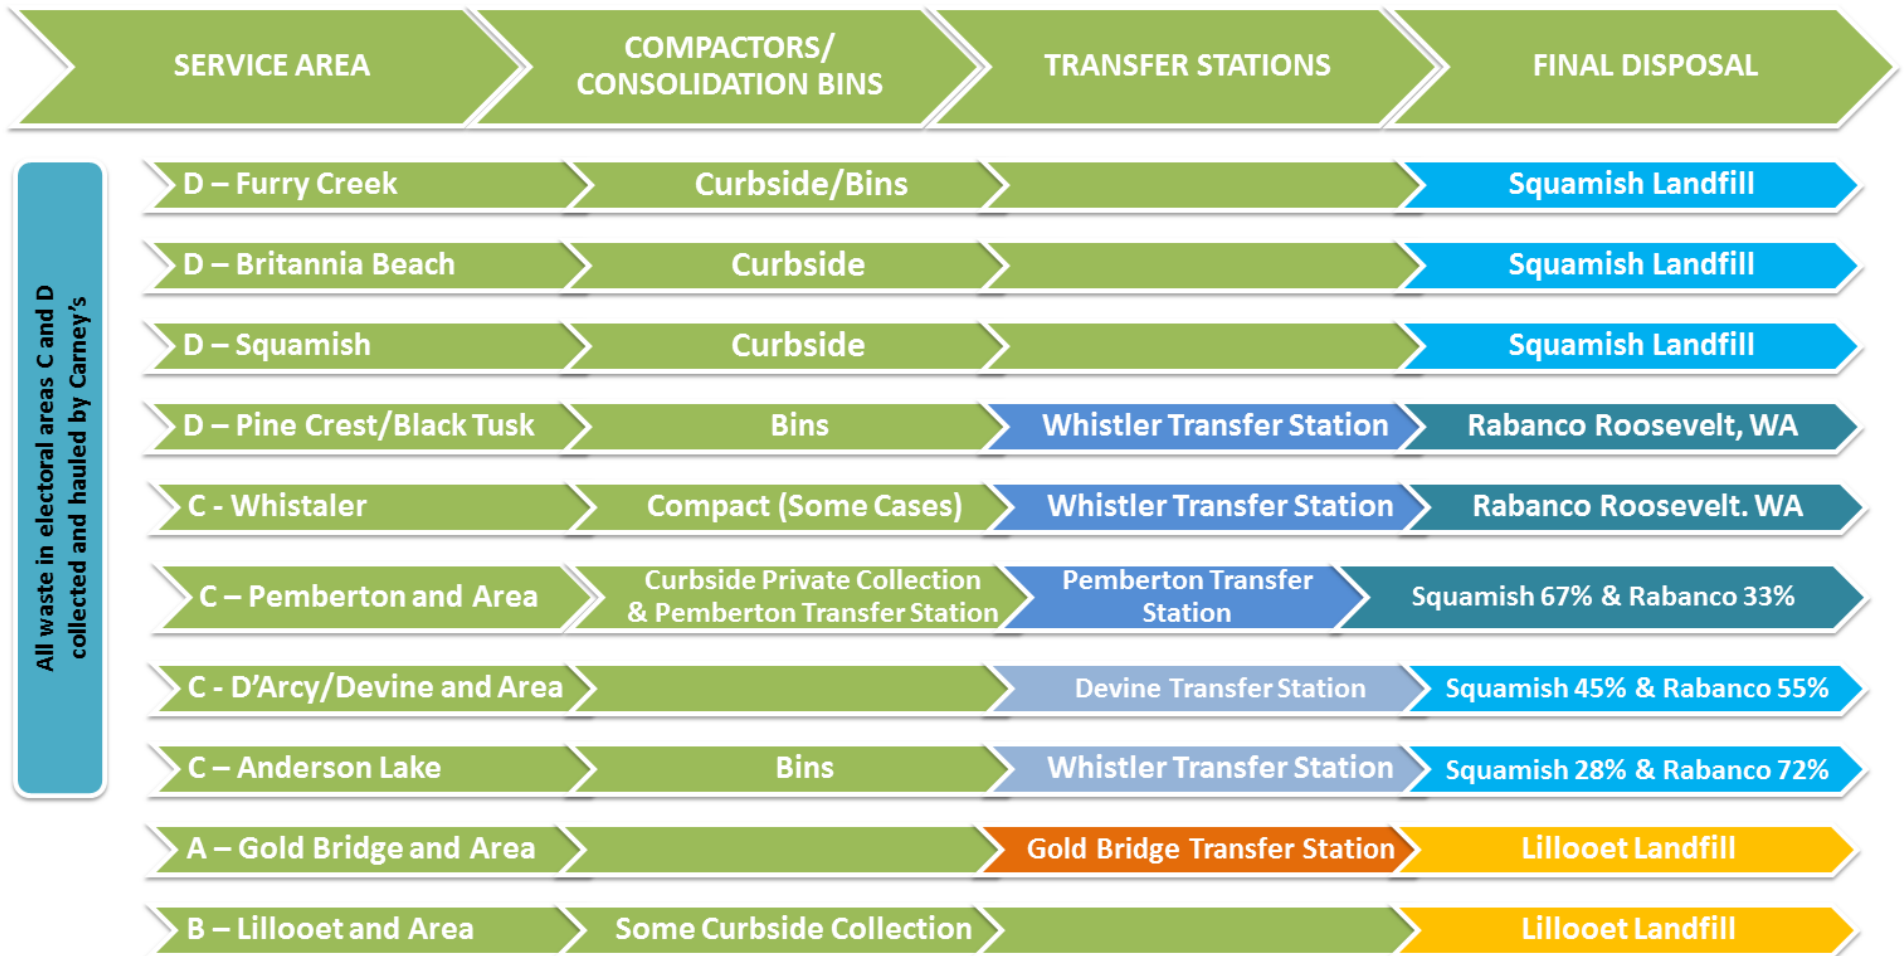 SERVICE AREA
COMPACTORS/
CONSOLIDATION BINS
TRANSFER STATIONS
FINAL DISPOSAL
All waste in electoral areas C and D
collected and hauled by Carney's
D – Furry Creek
Curbside/Bins
Squamish Landfill
D – Britannia Beach
Curbside
Squamish Landfill
D – Squamish
Curbside
Squamish Landfill
D – Pine Crest/Black Tusk
Bins
Whistler Transfer Station
Rabanco Roosevelt, WA
C - Whistaler
Compact (Some Cases)
Whistler Transfer Station
Rabanco Roosevelt. WA
C – Pemberton and Area
Curbside Private Collection
& Pemberton Transfer Station
Pemberton Transfer
Station
Squamish 67% & Rabanco 33%
C - D'Arcy/Devine and Area
Devine Transfer Station
Squamish 45% & Rabanco 55%
C – Anderson Lake
Bins
Whistler Transfer Station
Squamish 28% & Rabanco 72%
A – Gold Bridge and Area
Gold Bridge Transfer Station
Lillooet Landfill
B – Lillooet and Area
Some Curbside Collection
Lillooet Landfill